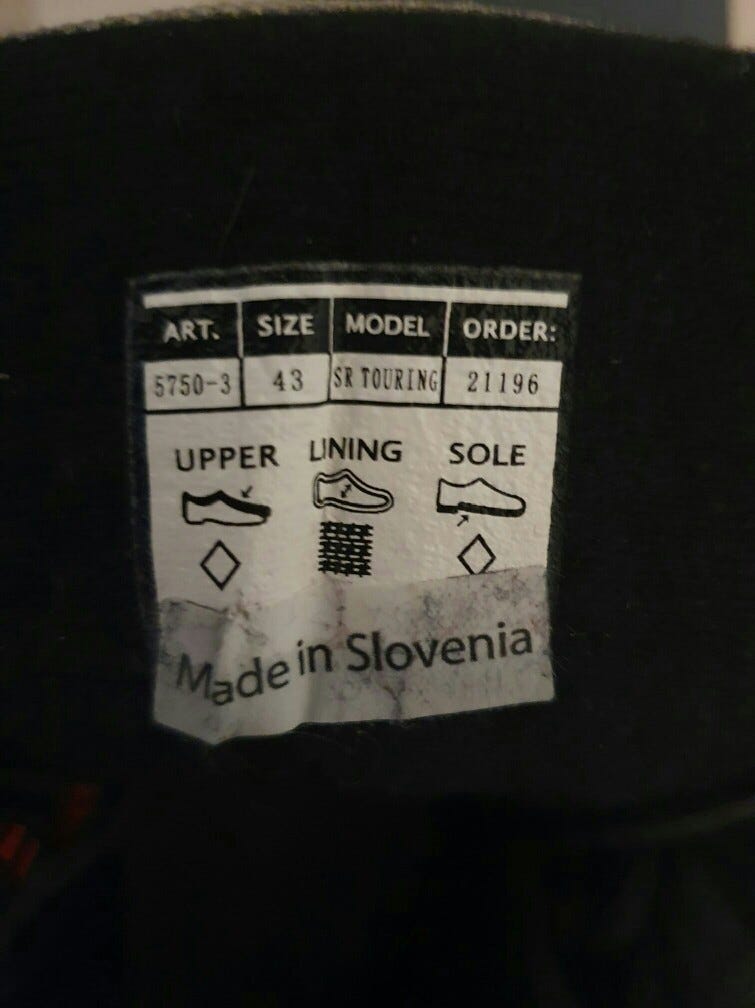 ART. SIZE MODEL ORDER:
5750-3 43 SR TOURING 21196
UPPER LINING SOLE
Made in Slovenia